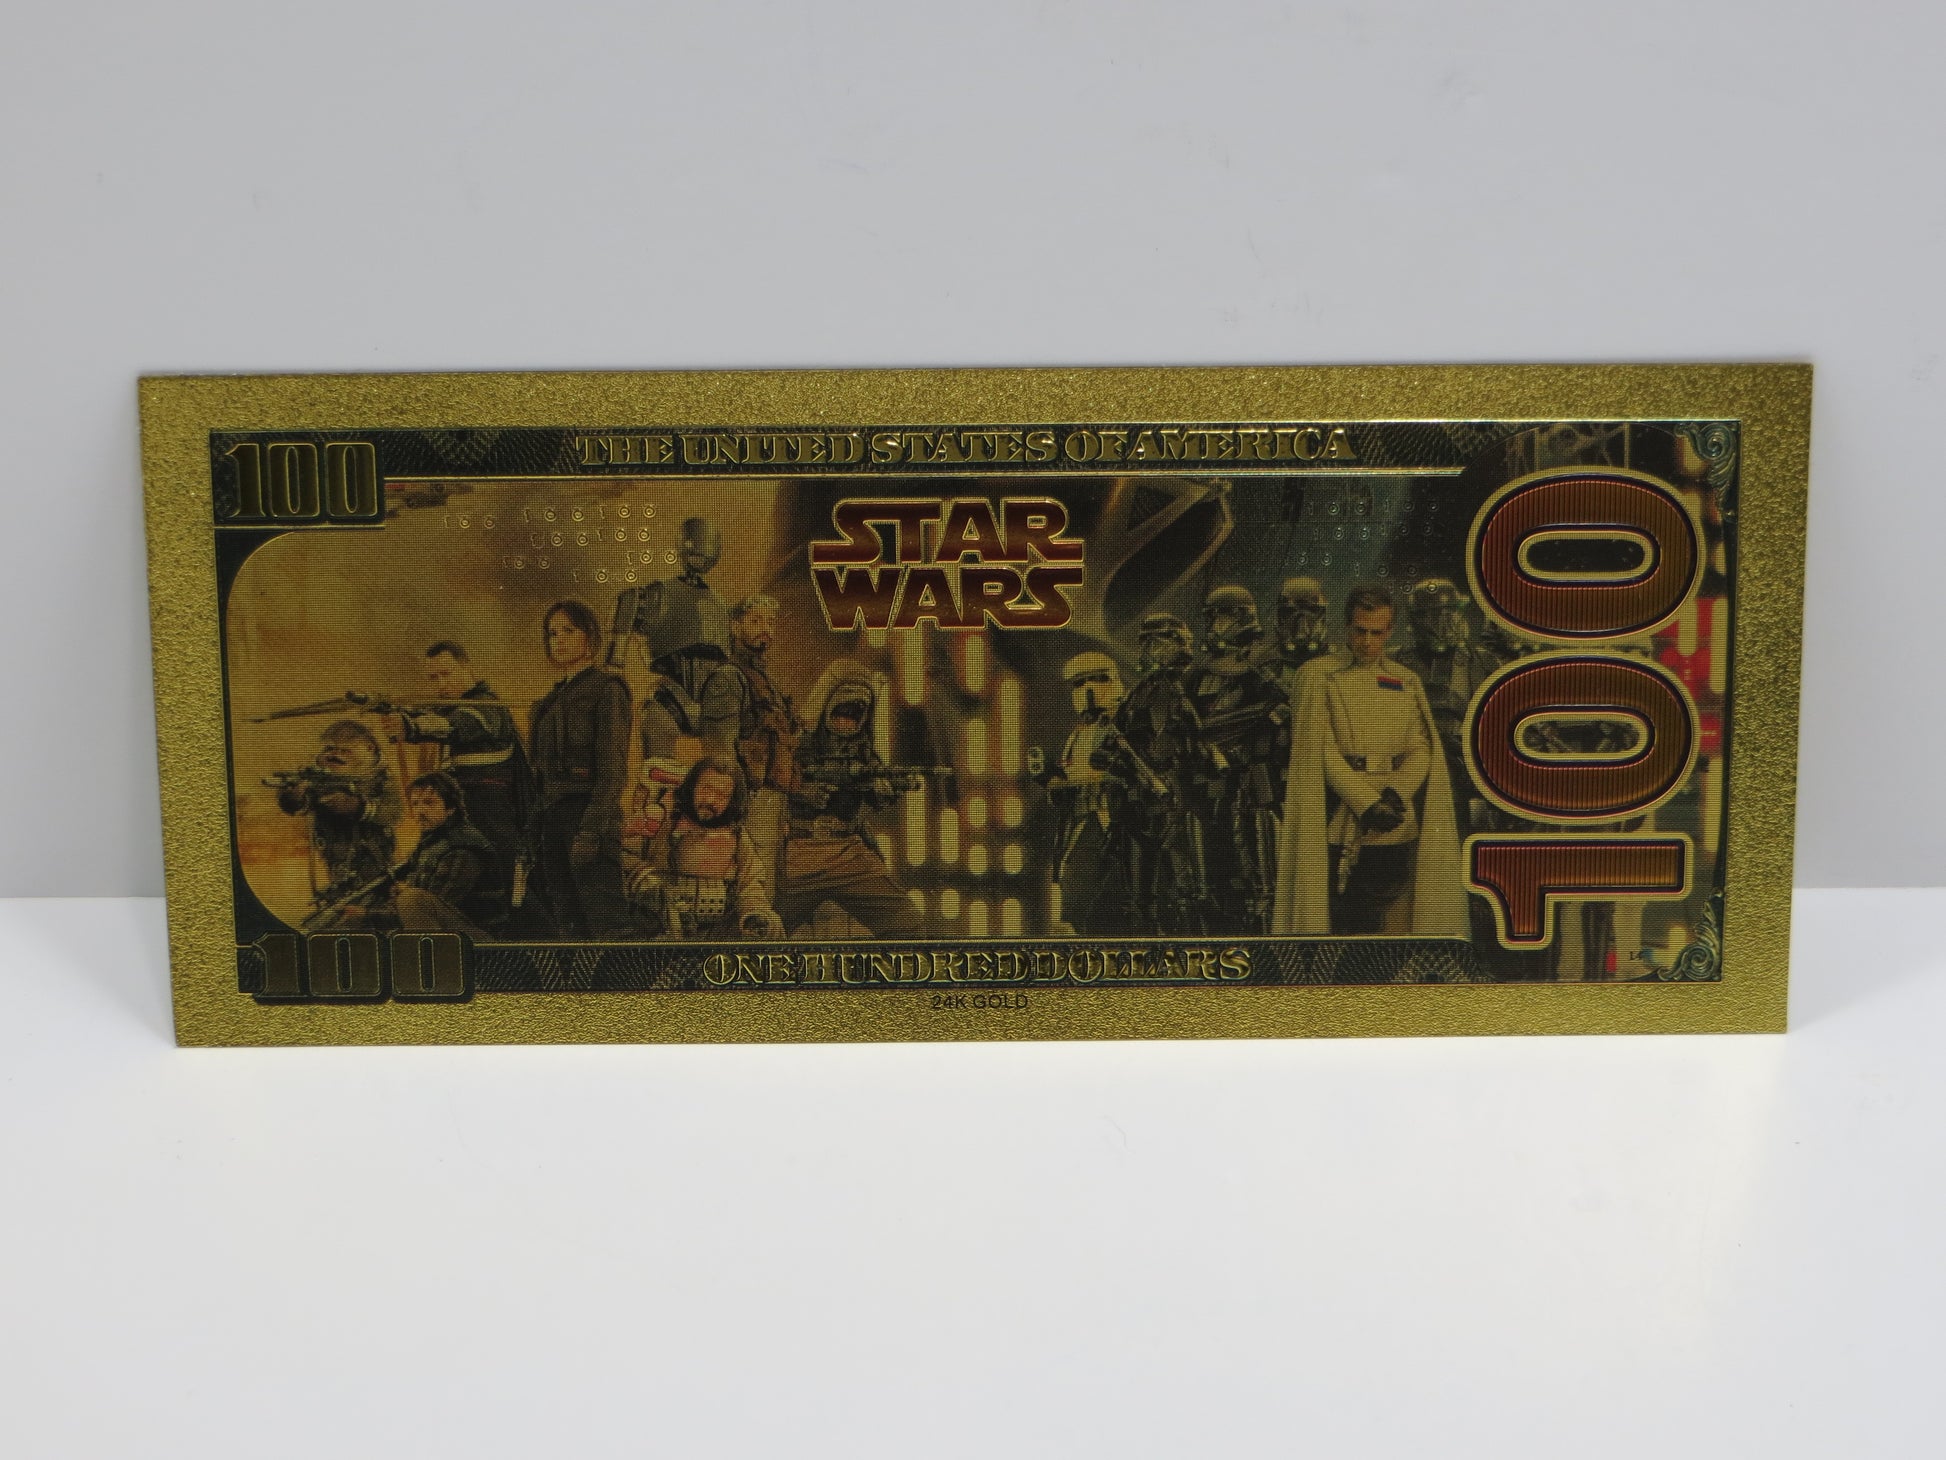 100
THE UNITED STATES OF AMERICA
STAR
WARS
100
100
ONE HUNDRED DOLLARS
24K GOLD